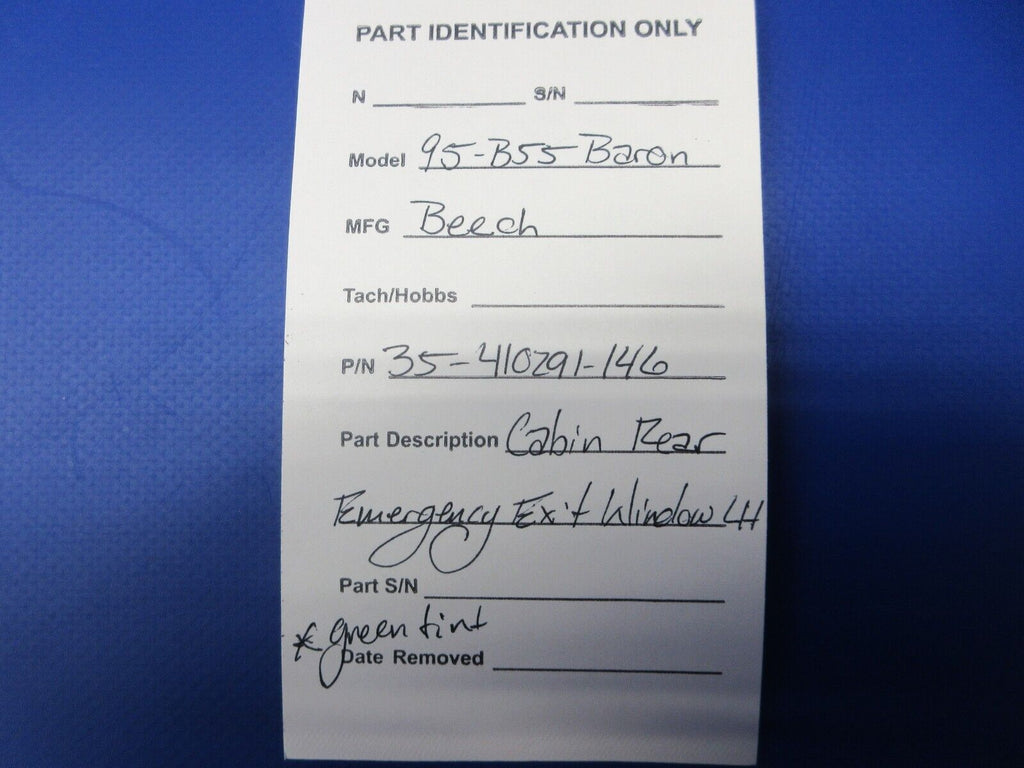 PART IDENTIFICATION ONLY
N S/N
Model 95-B55 Baron
MFG Beech
Tach/Hobbs
P/N 35-410291-146
Part Description Cabin Rear
Emergency Exit Window LH
Part S/N
* green tint
Date Removed